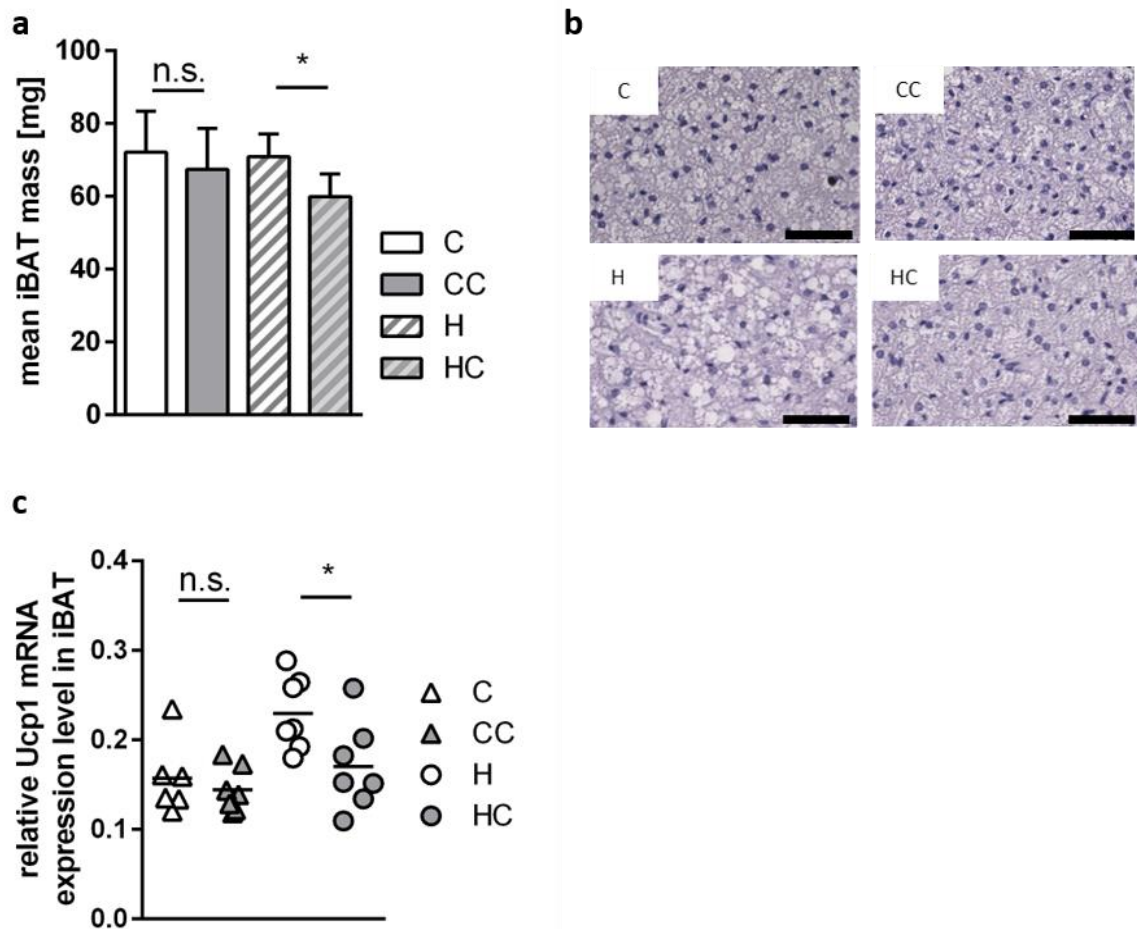 a
mean iBAT mass [mg]
100
80
60
40
20
0
n.s.
*
C
CC
H
HC
b
C
CC
H
HC
c
relative Ucp1 mRNA
expression level in iBAT
0.4
0.3
0.2
0.1
0.0
n.s.
*
C
CC
H
HC